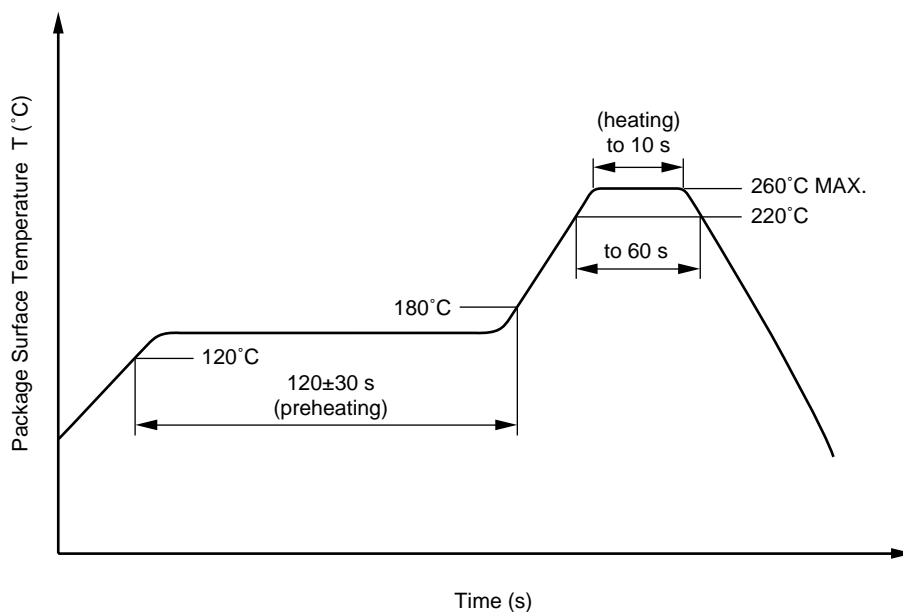 Package Surface Temperature T (˚C)
(heating)
to 10 s
260˚C MAX.
220˚C
to 60 s
180˚C
120˚C
120±30 s
(preheating)
Time (s)